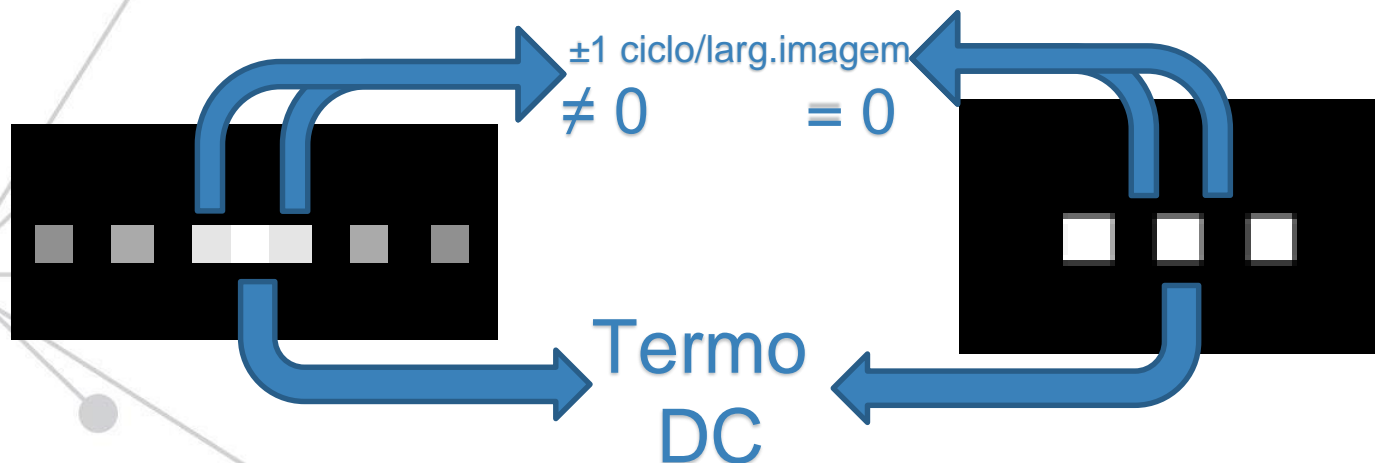 ±1 ciclo/larg.imagem
≠ 0 = 0
Termo
DC